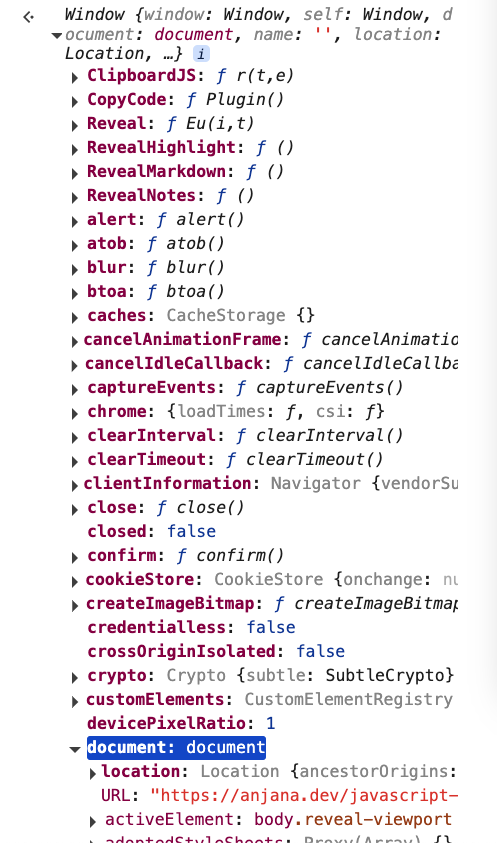 Window {window: Window, self: Window, d
ocument: document, name: '', location:
Location, …} i
ClipboardJS: ƒ r(t,e)
CopyCode: ƒ Plugin()
Reveal: ƒ Eu(i,t)
RevealHighlight: ƒ ()
RevealMarkdown: ƒ ()
RevealNotes: ƒ ()
alert: ƒ alert()
atob: ƒ atob()
blur: ƒ blur()
btoa: ƒ btoa()
caches: CacheStorage {}
cancelAnimationFrame: ƒ cancelAnimatio
cancelIdleCallback: ƒ cancelIdleCallba
captureEvents: ƒ captureEvents()
chrome: {loadTimes: ƒ, csi: ƒ}
clearInterval: ƒ clearInterval()
clearTimeout: ƒ clearTimeout()
clientInformation: Navigator {vendorSu
close: ƒ close()
closed: false
confirm: ƒ confirm()
cookieStore: CookieStore {onchange: nu
createImageBitmap: ƒ createImageBitmap
credentialless: false
crossOriginIsolated: false
crypto: Crypto {subtle: SubtleCrypto}
customElements: CustomElementRegistry
devicePixelRatio: 1
document: document
location: Location {ancestorOrigins:
URL: "https://anjana.dev/javascript-
activeElement: body.reveal-viewport
adoptedStyleSheets: Proxy(Array) {}